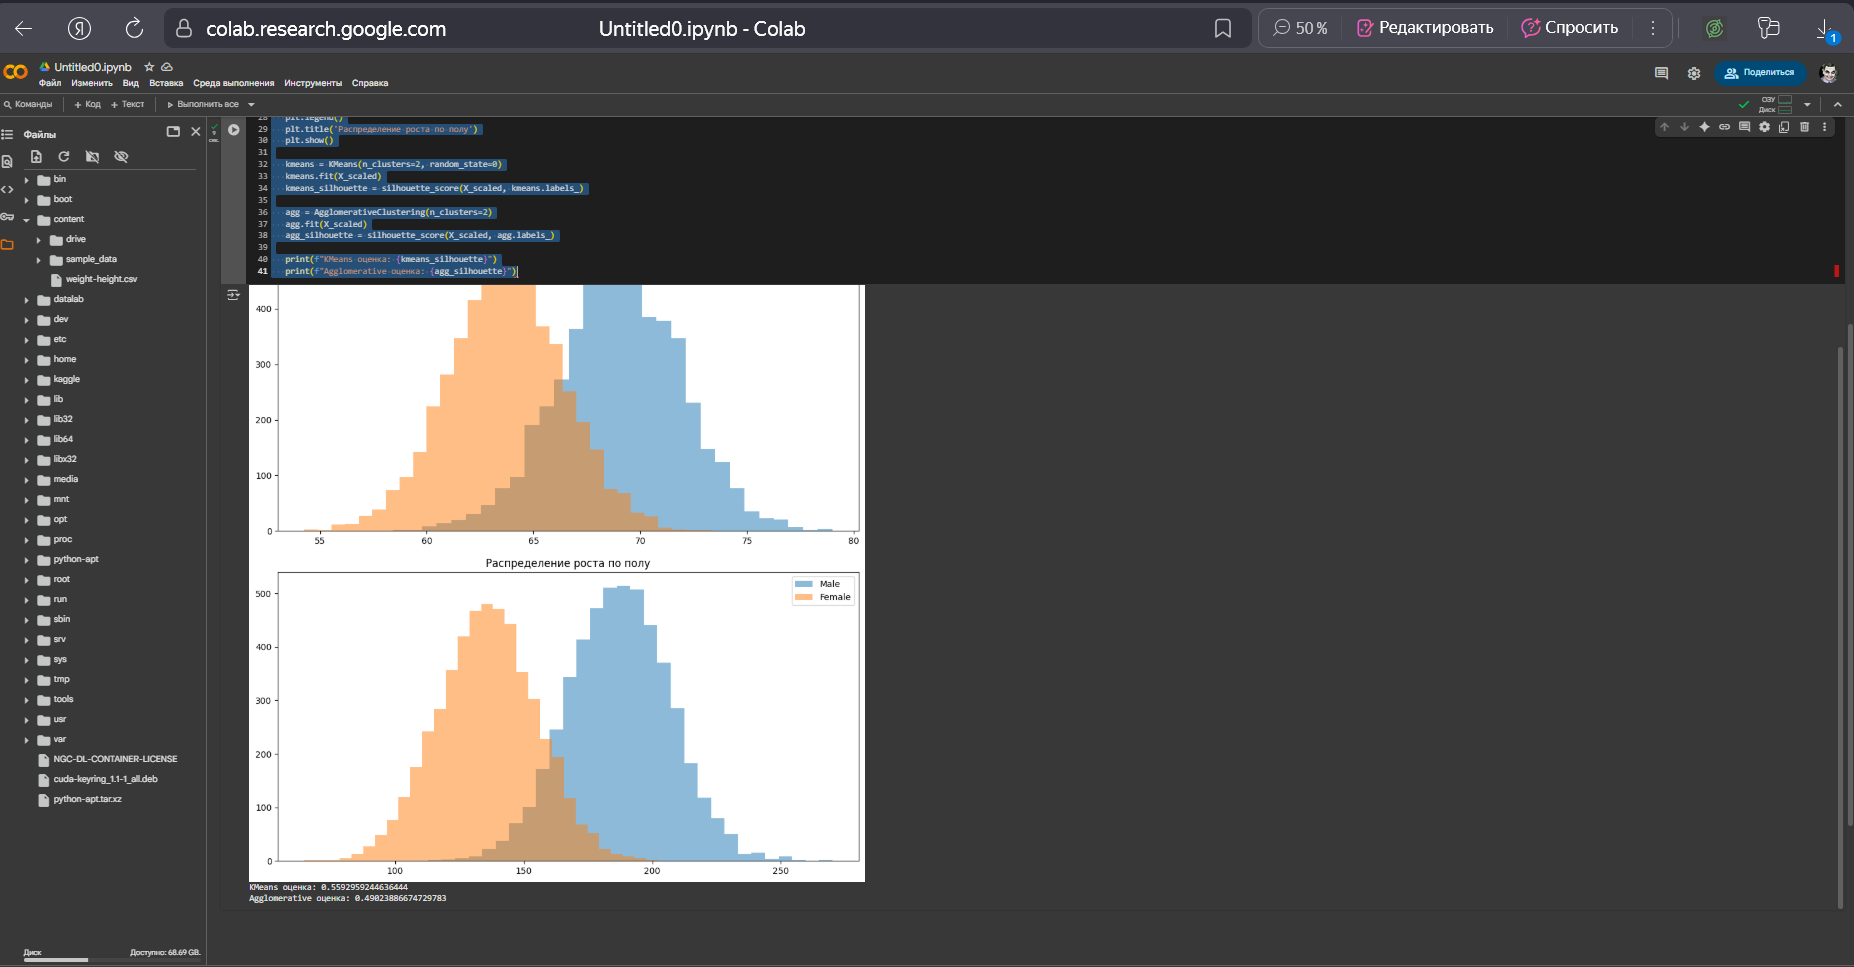 colab.research.google.com
Untitled0.ipynb - Colab
50 %
Редактировать
Спросить
1
Untitled0.ipynb
Файл Изменить Вид Вставка Среда выполнения Инструменты Справка
Поделиться
Команды + Код + Текст Выполнить все
ОЗУ
Диск
Файлы
bin
boot
content
drive
sample_data
weight-height.csv
datalab
dev
etc
home
kaggle
lib
lib32
lib64
libx32
media
mnt
opt
proc
python-apt
root
run
sbin
srv
sys
tmp
tools
usr
var
NGC-DL-CONTAINER-LICENSE
cuda-keyring_1.1-1_all.deb
python-apt.tar.xz
Диск Доступно: 68.69 GB.
28 plt.legend()
29 plt.title('Распределение роста по полу')
30 plt.show()
31
32 kmeans = KMeans(n_clusters=2, random_state=0)
33 kmeans.fit(X_scaled)
34 kmeans_silhouette = silhouette_score(X_scaled, kmeans.labels_)
35
36 agg = AgglomerativeClustering(n_clusters=2)
37 agg.fit(X_scaled)
38 agg_silhouette = silhouette_score(X_scaled, agg.labels_)
39
40 print(f"KMeans оценка: {kmeans_silhouette}")
41 print(f"Agglomerative оценка: {agg_silhouette}")
400
300
200
100
0
55 60 65 70 75 80
Распределение роста по полу
Male
Female
500
400
300
200
100
0
100 150 200 250
KMeans оценка: 0.5592959244636444
Agglomerative оценка: 0.49023886674729783